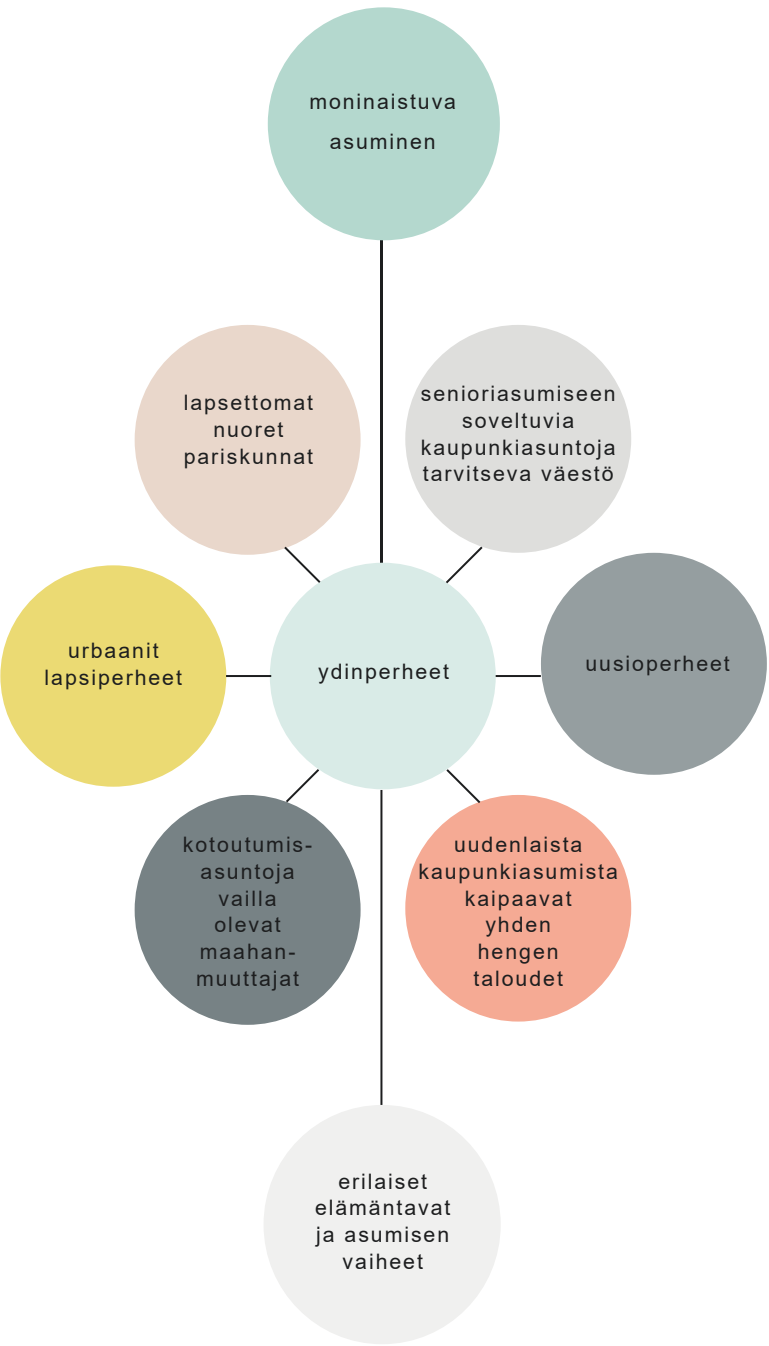 moninaistuva
asuminen
lapsettomat
nuoret
pariskunnat
senioriasumiseen
soveltuvia
kaupunkiasuntoja
tarvitseva väestö
urbaanit
lapsiperheet
ydinperheet
uusioperheet
kotoutumis-
asuntoja
vailla
olevat
maahan-
muuttajat
uudenlaista
kaupunkiasumista
kaipaavat
yhden
hengen
taloudet
erilaiset
elämäntavat
ja asumisen
vaiheet